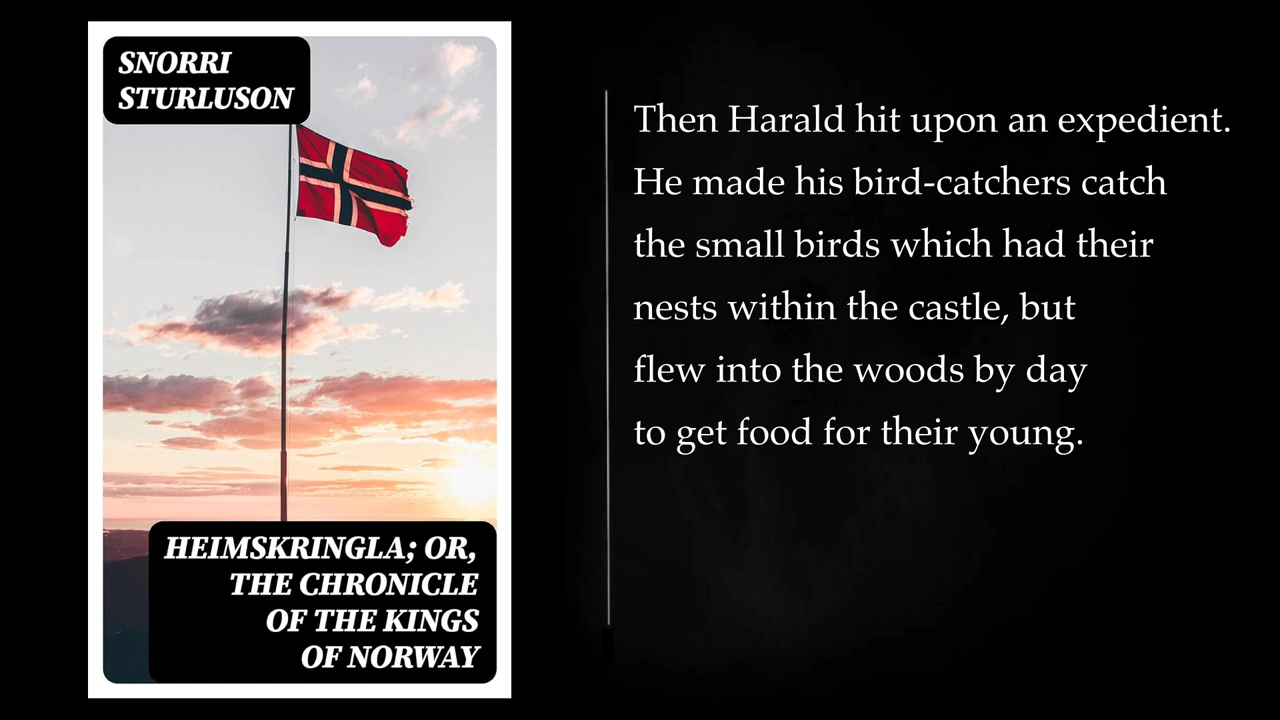 SNORRI
STURLUSON
HEIMSKRINGLA; OR,
THE CHRONICLE
OF THE KINGS
OF NORWAY
Then Harald hit upon an expedient.
He made his bird-catchers catch
the small birds which had their
nests within the castle, but
flew into the woods by day
to get food for their young.